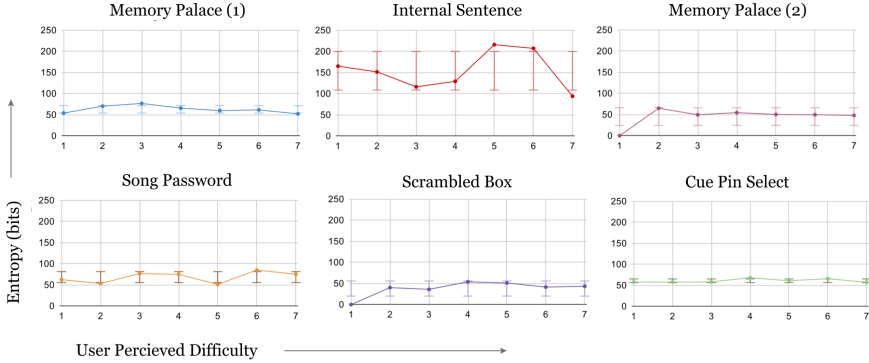 Memory Palace (1)
Internal Sentence
Memory Palace (2)
250
200
150
100
50
0
1 2 3 4 5 6 7
250
200
150
100
50
0
1 2 3 4 5 6 7
250
200
150
100
50
0
1 2 3 4 5 6 7
Song Password
Scrambled Box
Cue Pin Select
250
200
150
100
50
0
1 2 3 4 5 6 7
250
200
150
100
50
0
1 2 3 4 5 6 7
250
200
150
100
50
0
1 2 3 4 5 6 7
Entropy (bits)
User Percieved Difficulty